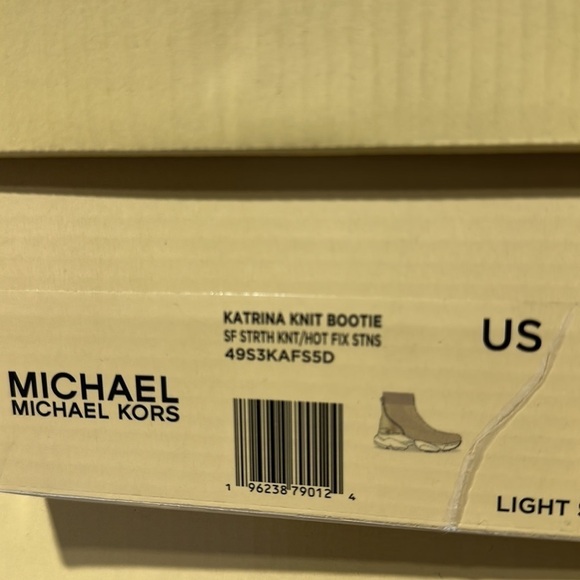 KATRINA KNIT BOOTIE
SF STRTH KNT/HOT FIX STNS
49S3KAFS5D
US
MICHAEL
MICHAEL KORS
1 96238 79012 4
LIGHT